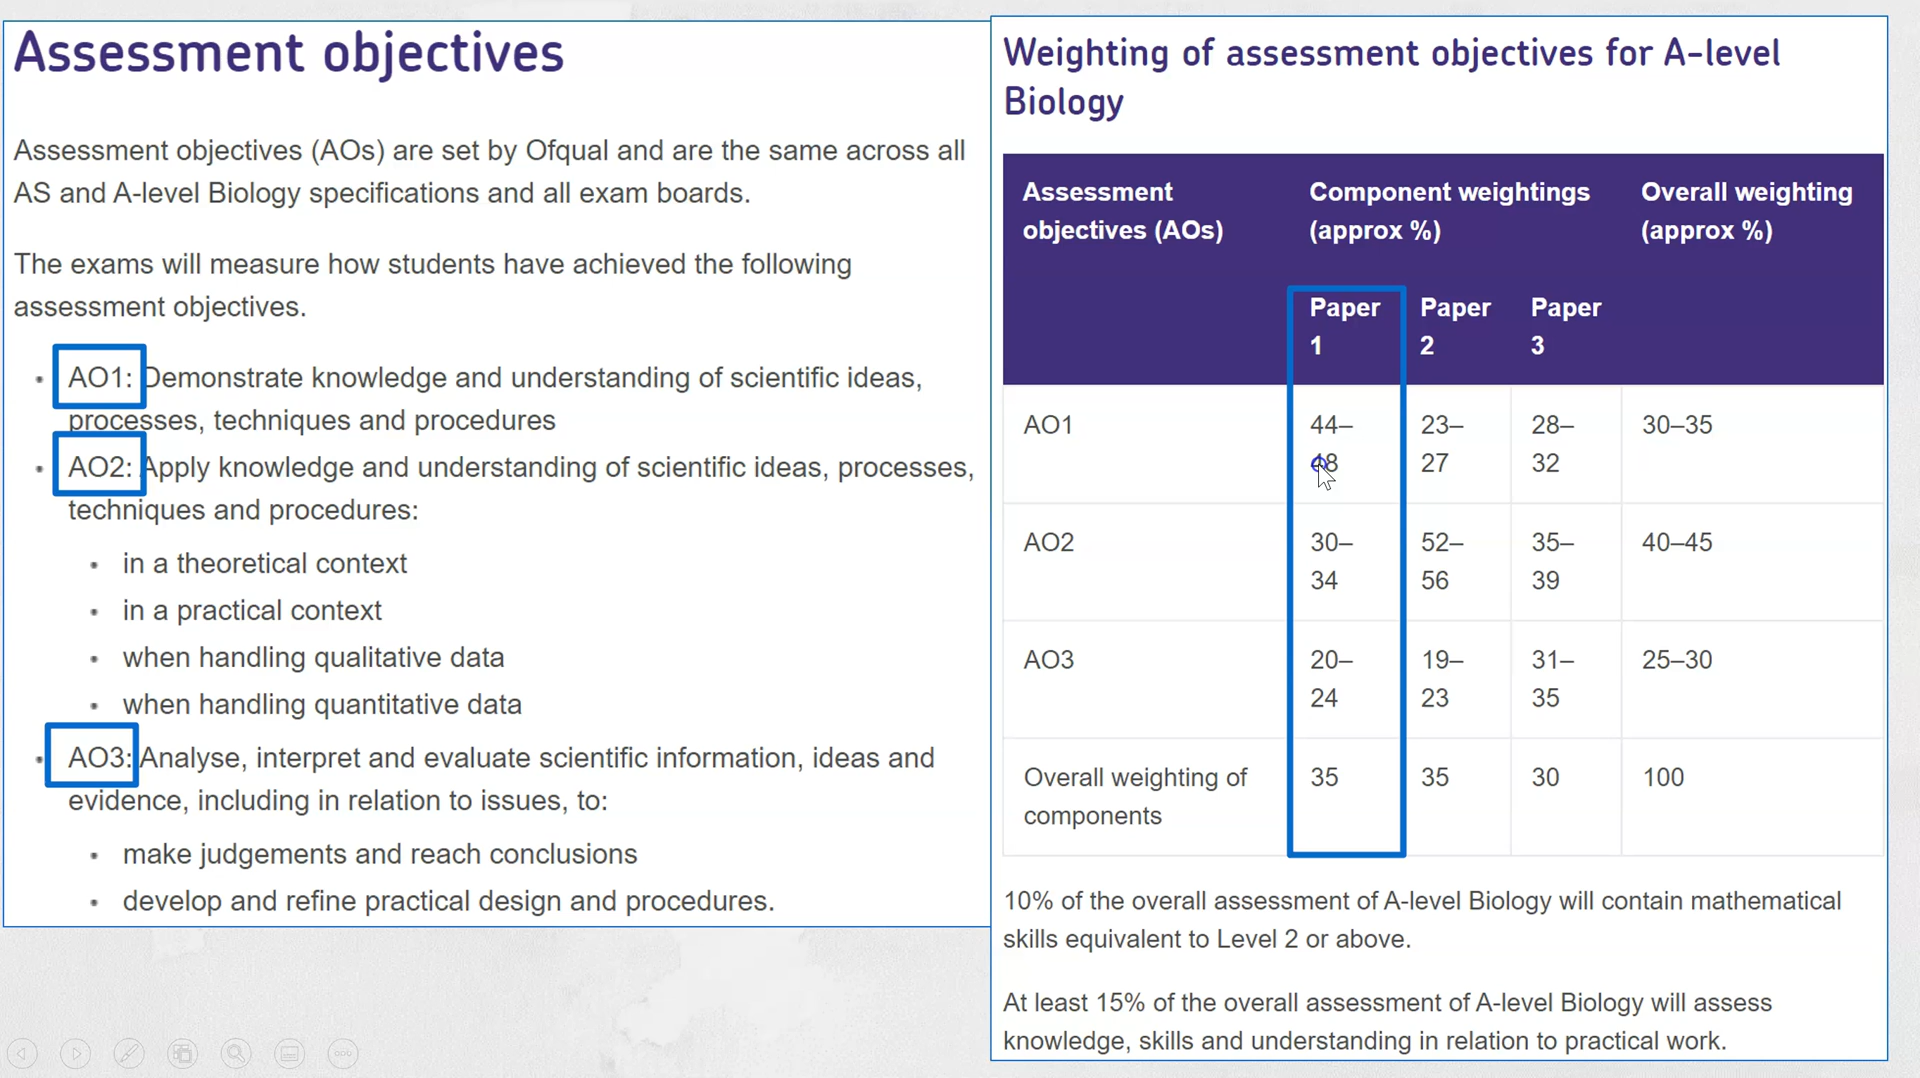 Assessment objectives
Assessment objectives (AOs) are set by Ofqual and are the same across all
AS and A-level Biology specifications and all exam boards.
The exams will measure how students have achieved the following
assessment objectives.
• AO1: Demonstrate knowledge and understanding of scientific ideas,
processes, techniques and procedures
• AO2: Apply knowledge and understanding of scientific ideas, processes,
techniques and procedures:
• in a theoretical context
• in a practical context
• when handling qualitative data
• when handling quantitative data
• AO3: Analyse, interpret and evaluate scientific information, ideas and
evidence, including in relation to issues, to:
• make judgements and reach conclusions
• develop and refine practical design and procedures.
Weighting of assessment objectives for A-level
Biology
Assessment Component weightings Overall weighting
objectives (AOs) (approx %) (approx %)
Paper Paper Paper
1 2 3
AO1 44– 23– 28– 30–35
48 27 32
AO2 30– 52– 35– 40–45
34 56 39
AO3 20– 19– 31– 25–30
24 23 35
Overall weighting of 35 35 30 100
components
10% of the overall assessment of A-level Biology will contain mathematical
skills equivalent to Level 2 or above.
At least 15% of the overall assessment of A-level Biology will assess
knowledge, skills and understanding in relation to practical work.